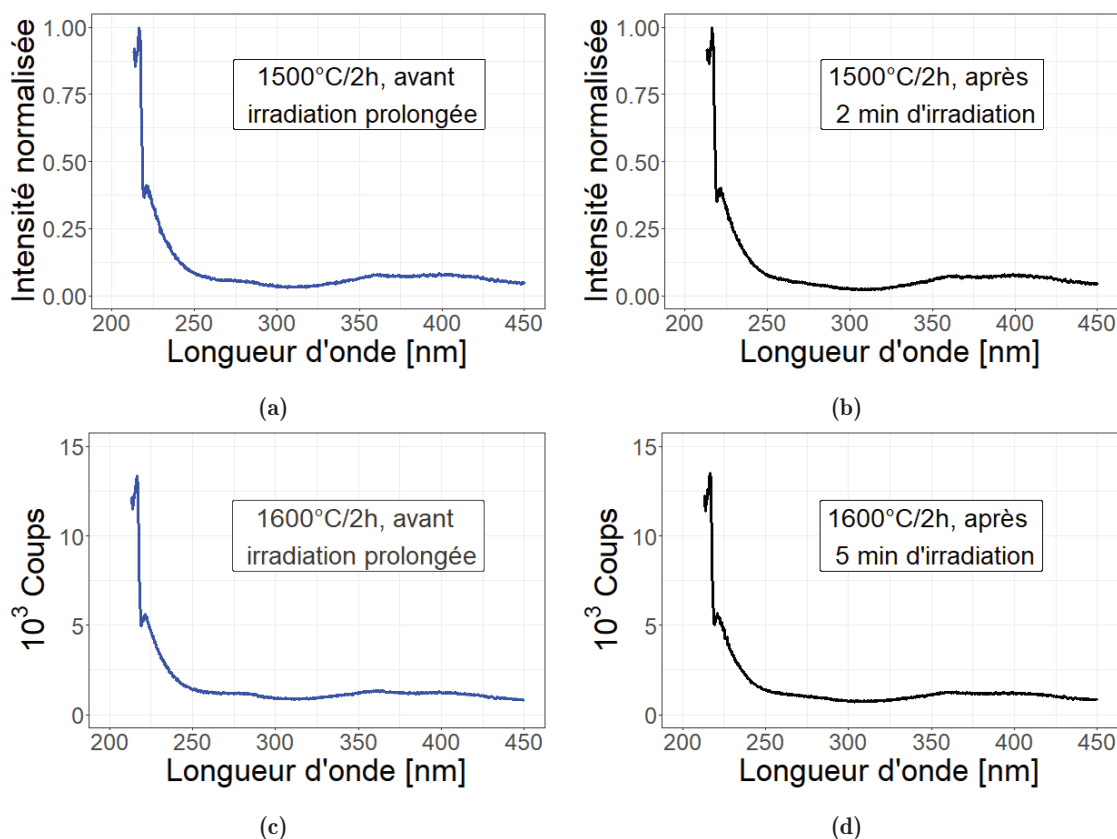 Intensité normalisée
1.00
0.75
0.50
0.25
0.00
1500°C/2h, avant
irradiation prolongée
200 250 300 350 400 450
Longueur d'onde [nm]
(a)
Intensité normalisée
1.00
0.75
0.50
0.25
0.00
1500°C/2h, après
2 min d'irradiation
200 250 300 350 400 450
Longueur d'onde [nm]
(b)
10³ Coups
15
10
5
0
1600°C/2h, avant
irradiation prolongée
200 250 300 350 400 450
Longueur d'onde [nm]
(c)
10³ Coups
15
10
5
0
1600°C/2h, après
5 min d'irradiation
200 250 300 350 400 450
Longueur d'onde [nm]
(d)